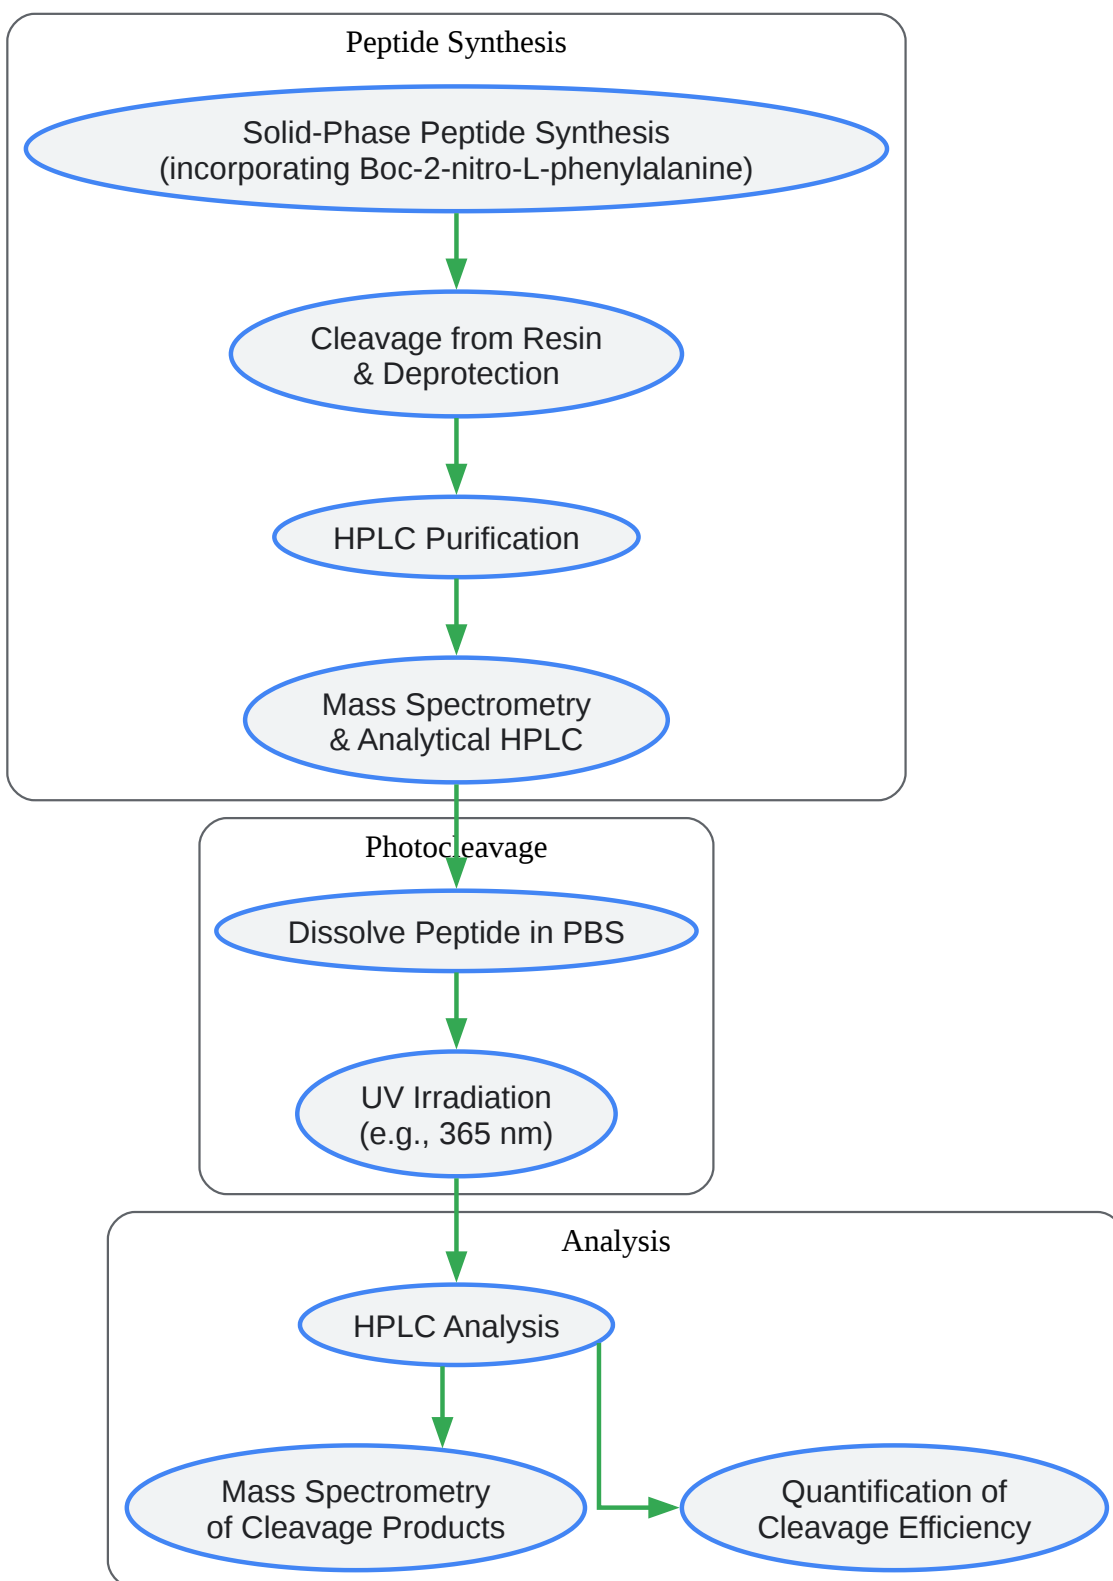 Peptide Synthesis
Solid-Phase Peptide Synthesis
(incorporating Boc-2-nitro-L-phenylalanine)
Cleavage from Resin
& Deprotection
HPLC Purification
Mass Spectrometry
& Analytical HPLC
Photocleavage
Dissolve Peptide in PBS
UV Irradiation
(e.g., 365 nm)
Analysis
HPLC Analysis
Mass Spectrometry
of Cleavage Products
Quantification of
Cleavage Efficiency